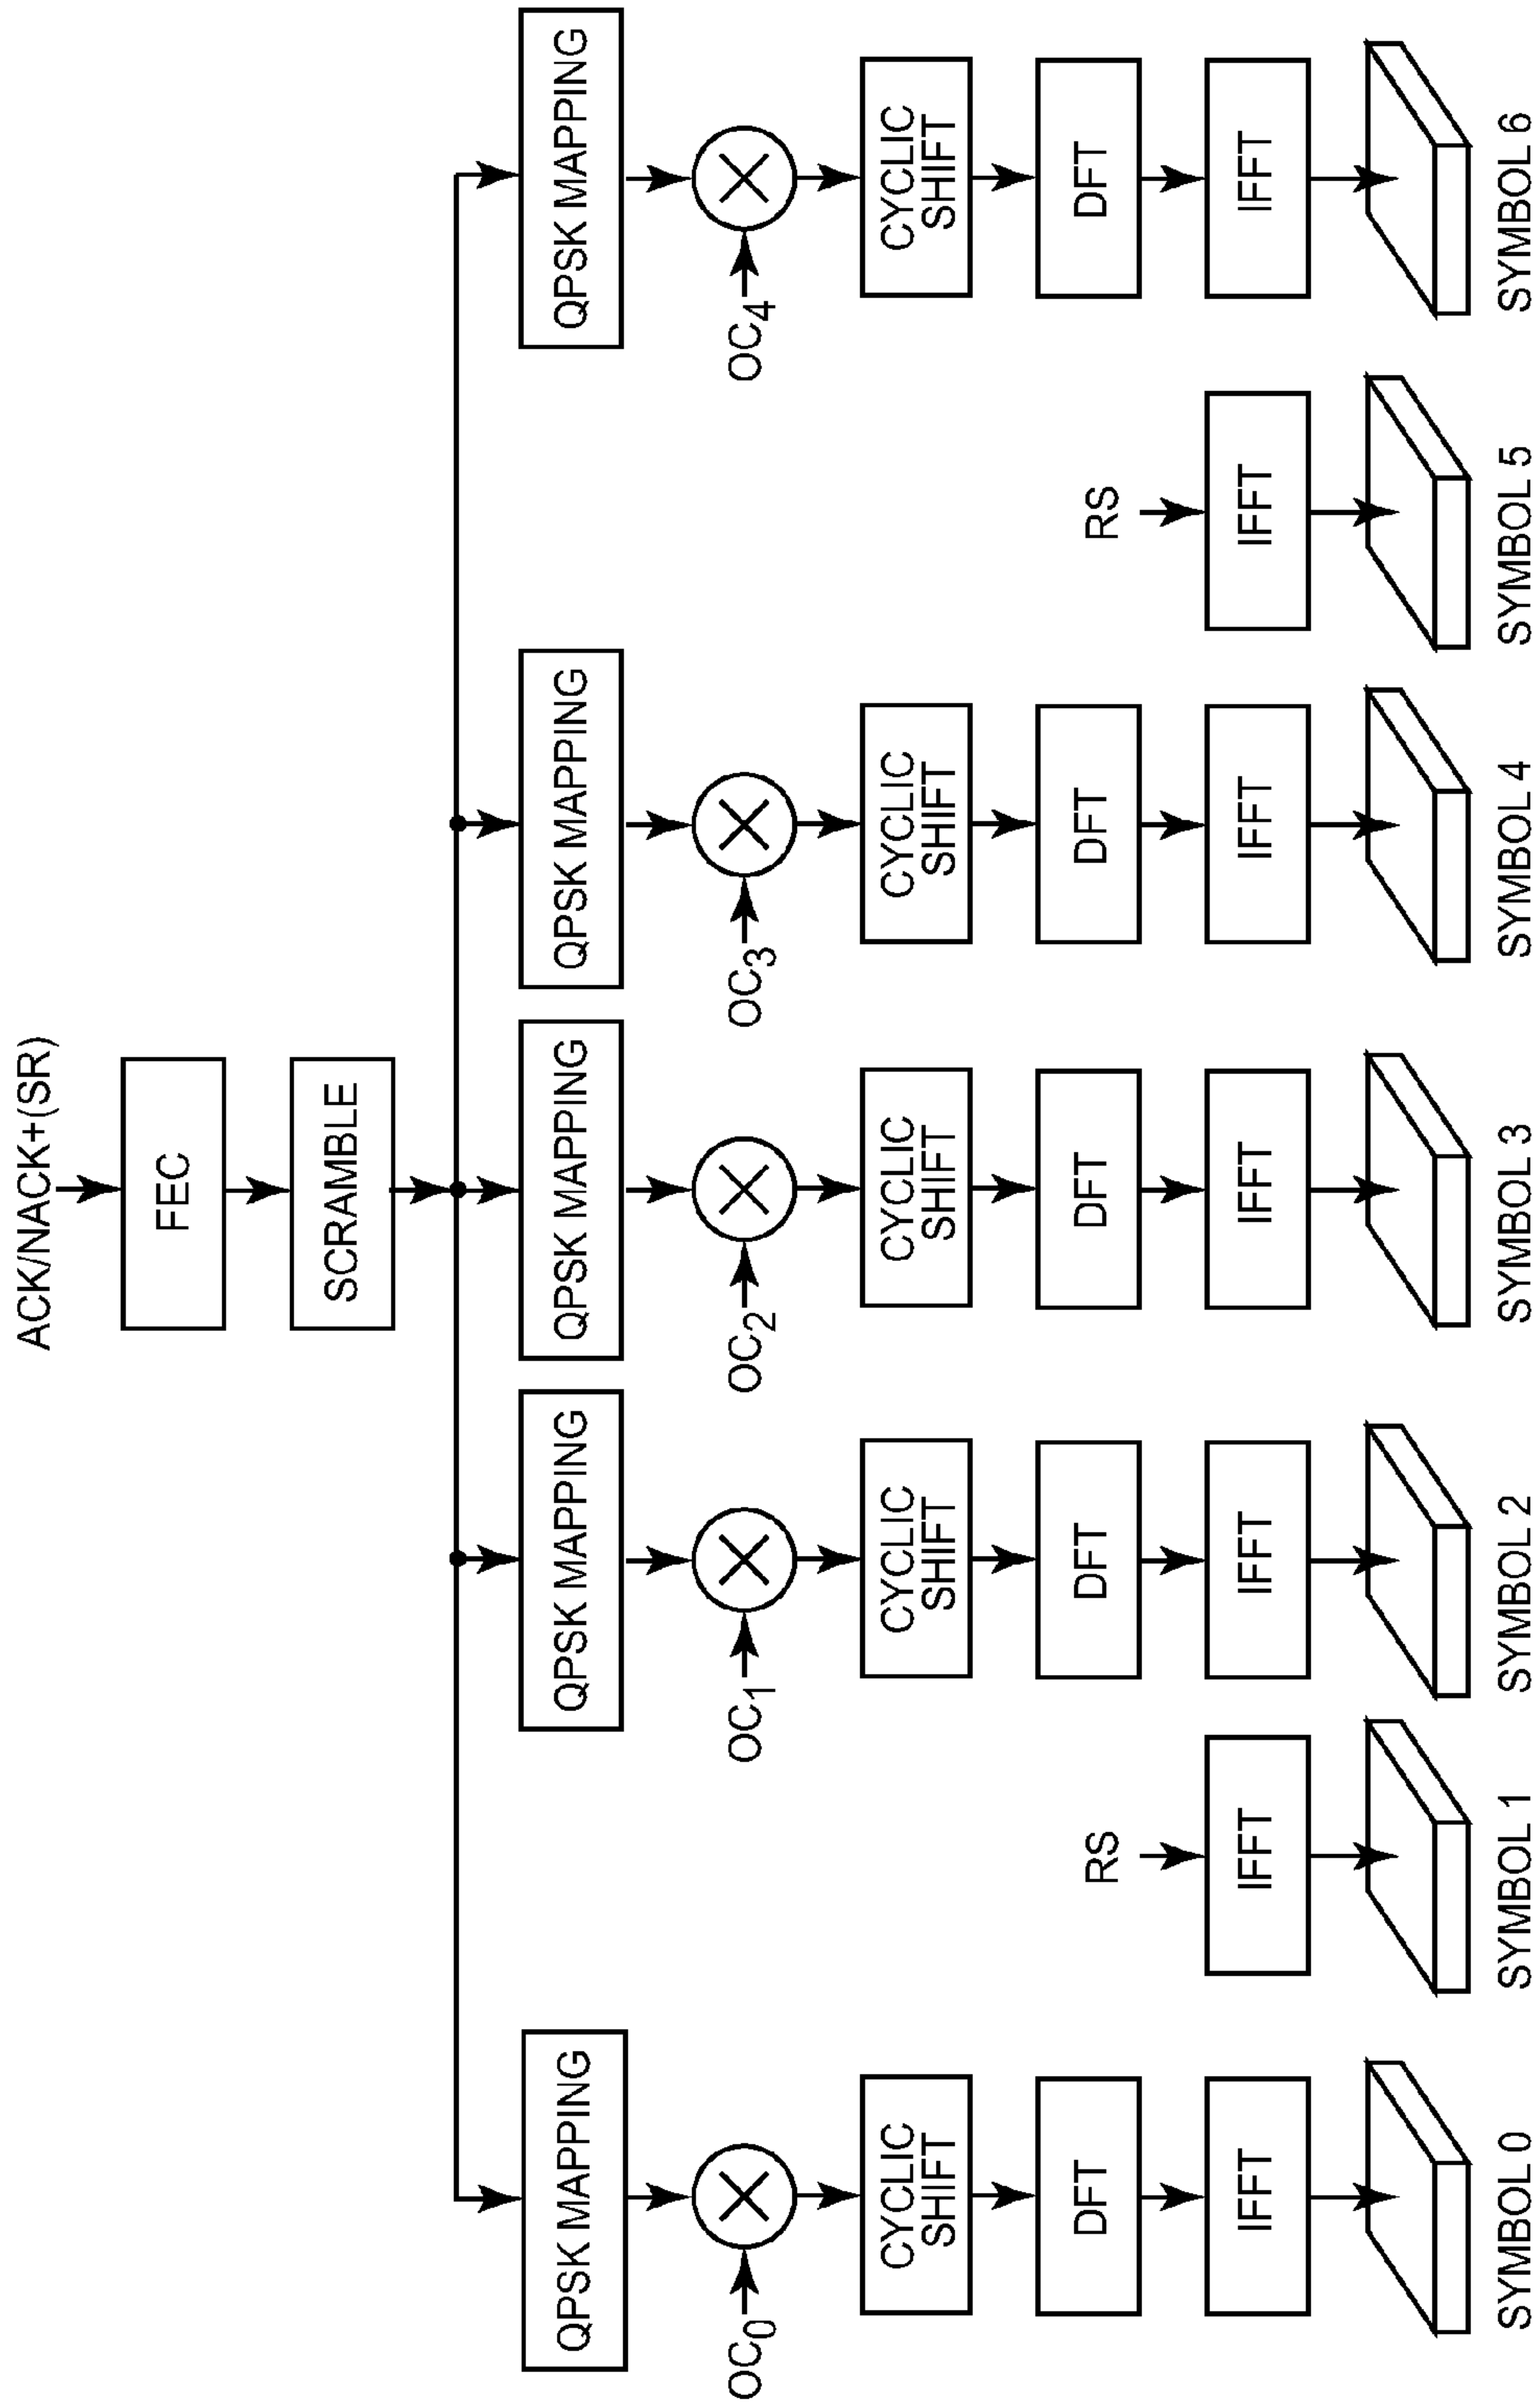 ACK/NACK+(SR)
FEC
SCRAMBLE
QPSK MAPPING
QPSK MAPPING
QPSK MAPPING
QPSK MAPPING
QPSK MAPPING
OC0
OC1
OC2
OC3
OC4
CYCLIC
SHIFT
CYCLIC
SHIFT
CYCLIC
SHIFT
CYCLIC
SHIFT
CYCLIC
SHIFT
DFT
RS
DFT
DFT
DFT
RS
DFT
IFFT
IFFT
IFFT
IFFT
IFFT
IFFT
IFFT
SYMBOL 0
SYMBOL 1
SYMBOL 2
SYMBOL 3
SYMBOL 4
SYMBOL 5
SYMBOL 6